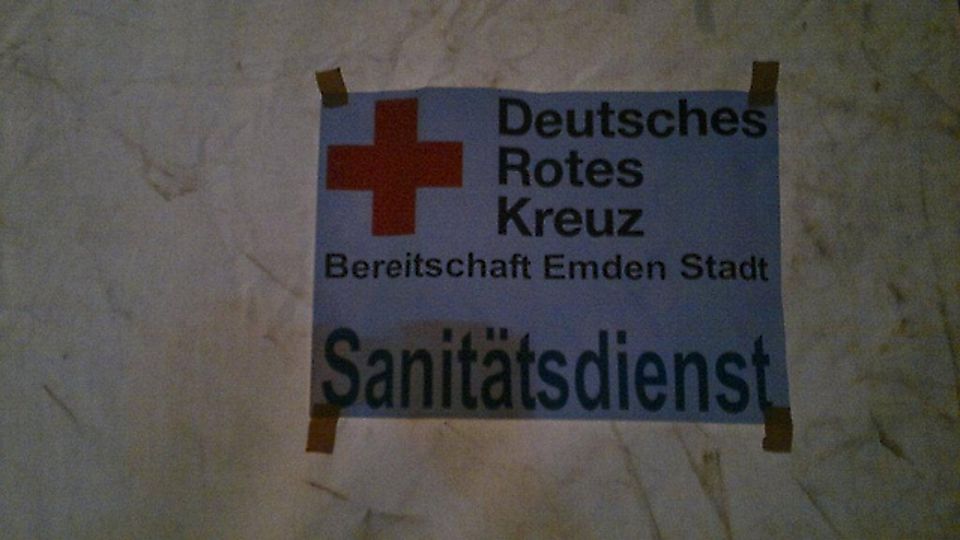 Deutsches
Rotes
Kreuz
Bereitschaft Emden Stadt
Sanitätsdienst